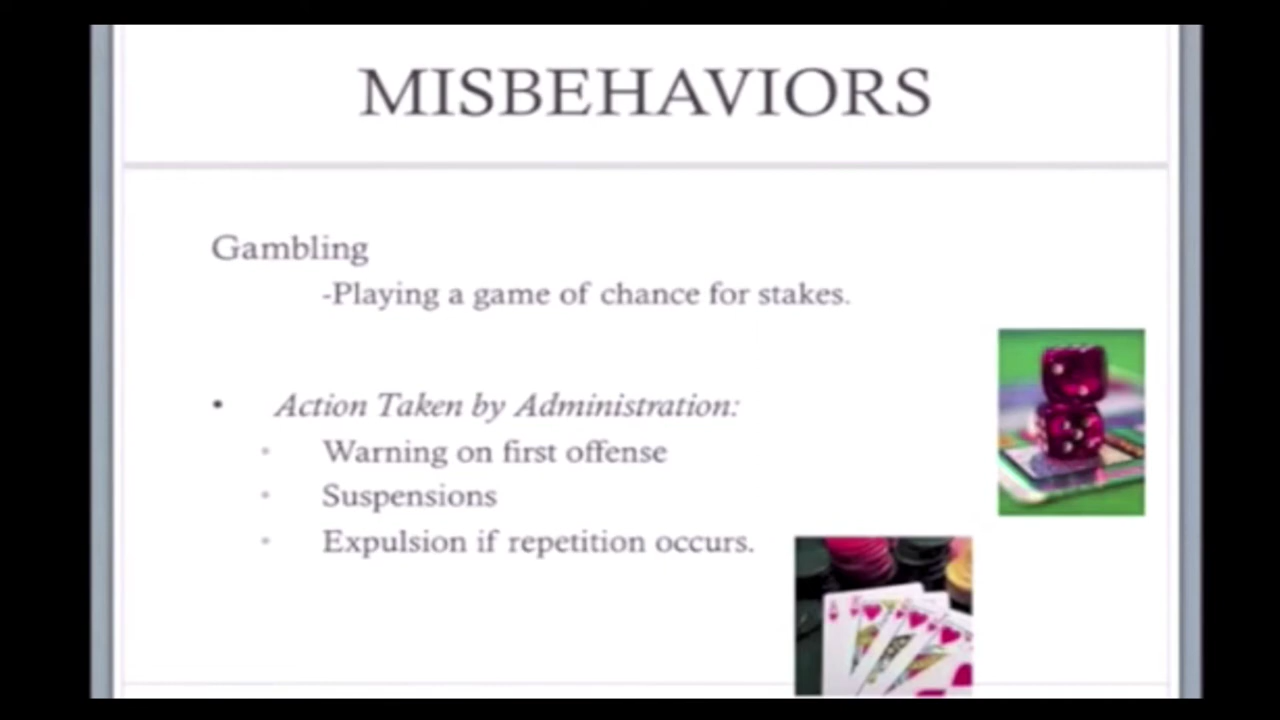 MISBEHAVIORS
Gambling
-Playing a game of chance for stakes.
• Action Taken by Administration:
• Warning on first offense
• Suspensions
• Expulsion if repetition occurs.